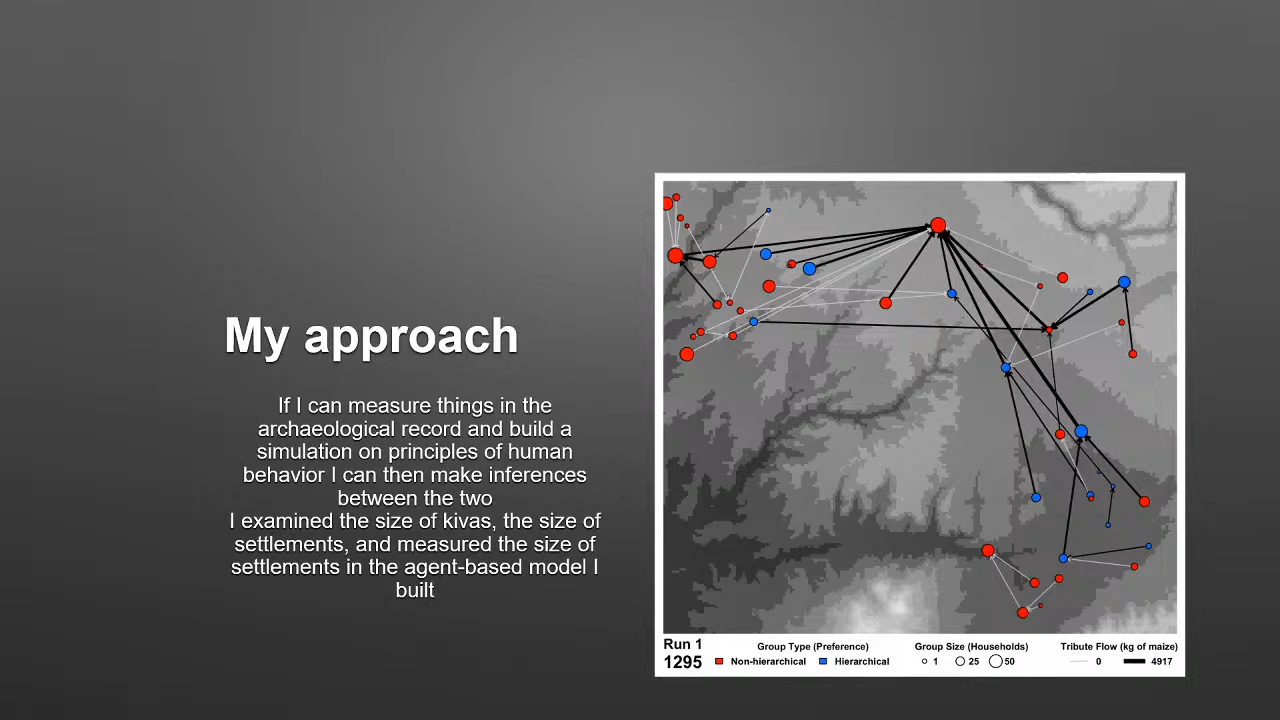 My approach
If I can measure things in the
archaeological record and build a
simulation on principles of human
behavior I can then make inferences
between the two
I examined the size of kivas, the size of
settlements, and measured the size of
settlements in the agent-based model I
built
Run 1
1295
Group Type (Preference)
Non-hierarchical
Hierarchical
Group Size (Households)
1
25
50
Tribute Flow (kg of maize)
0
4917